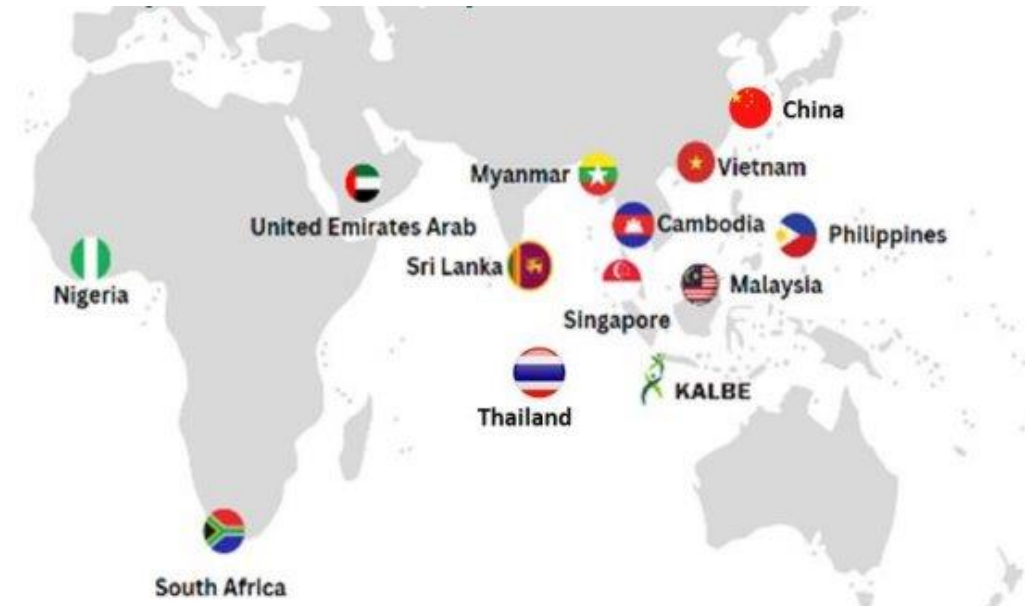 China
Myanmar
Vietnam
United Emirates Arab
Cambodia
Philippines
Sri Lanka
Nigeria
Malaysia
Singapore
KALBE
Thailand
South Africa